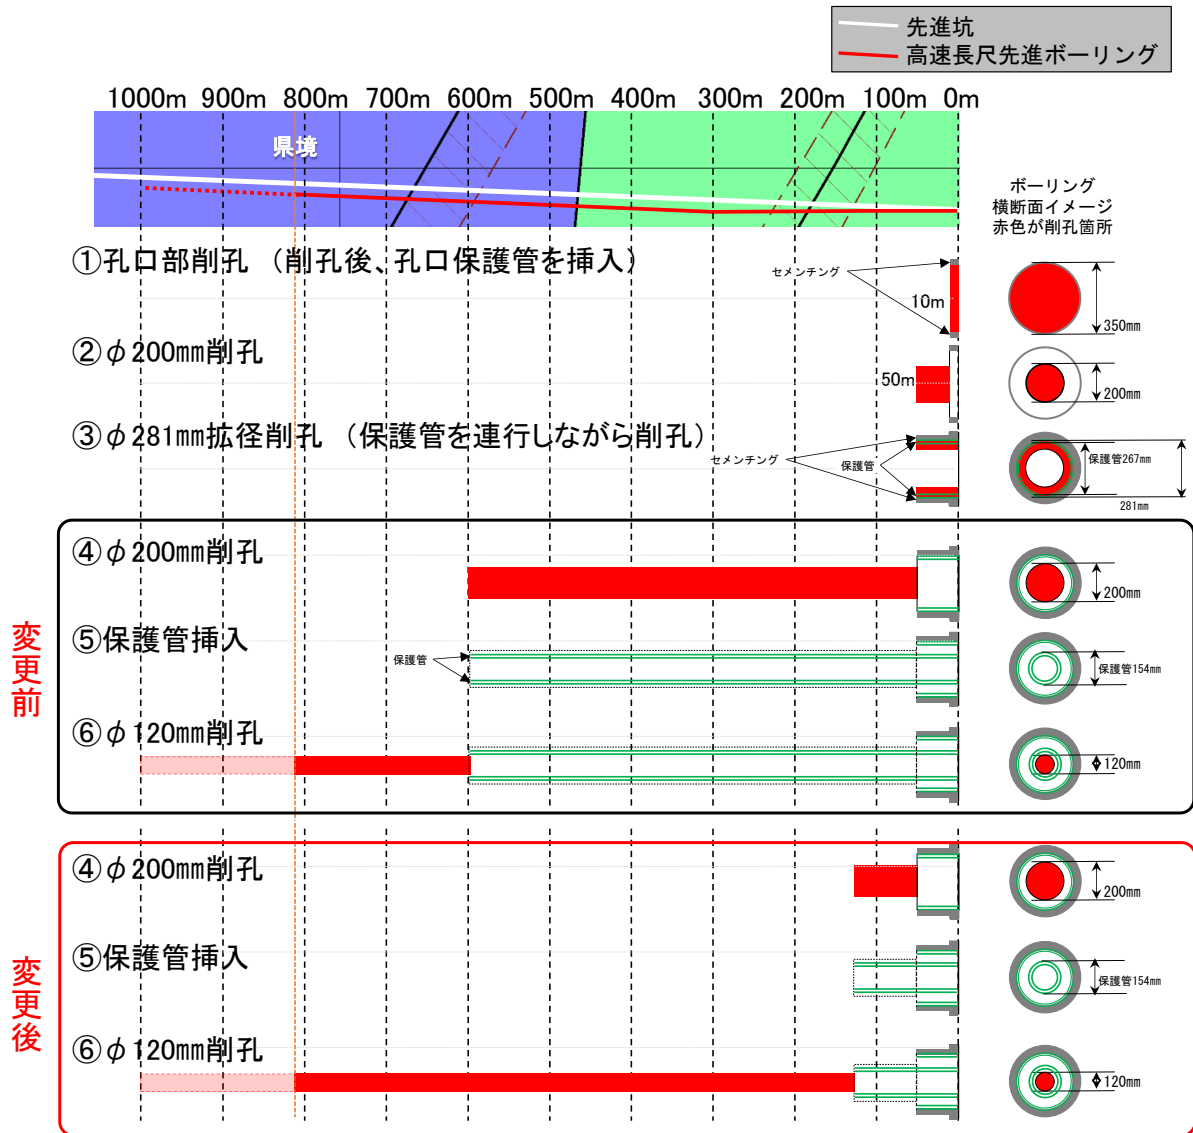 先進坑
高速長尺先進ボーリング
1000m 900m 800m 700m 600m 500m 400m 300m 200m 100m 0m
県境
ボーリング
横断面イメージ
赤色が削孔箇所
①孔口部削孔 (削孔後、孔口保護管を挿入)
セメンチング
10m
350mm
②φ200mm削孔
50m
200mm
③φ281mm拡径削孔 (保護管を連行しながら削孔)
セメンチング
保護管
保護管267mm
281mm
変更前
④φ200mm削孔
200mm
⑤保護管挿入
保護管
保護管154mm
⑥φ120mm削孔
120mm
変更後
④φ200mm削孔
200mm
⑤保護管挿入
保護管154mm
⑥φ120mm削孔
120mm